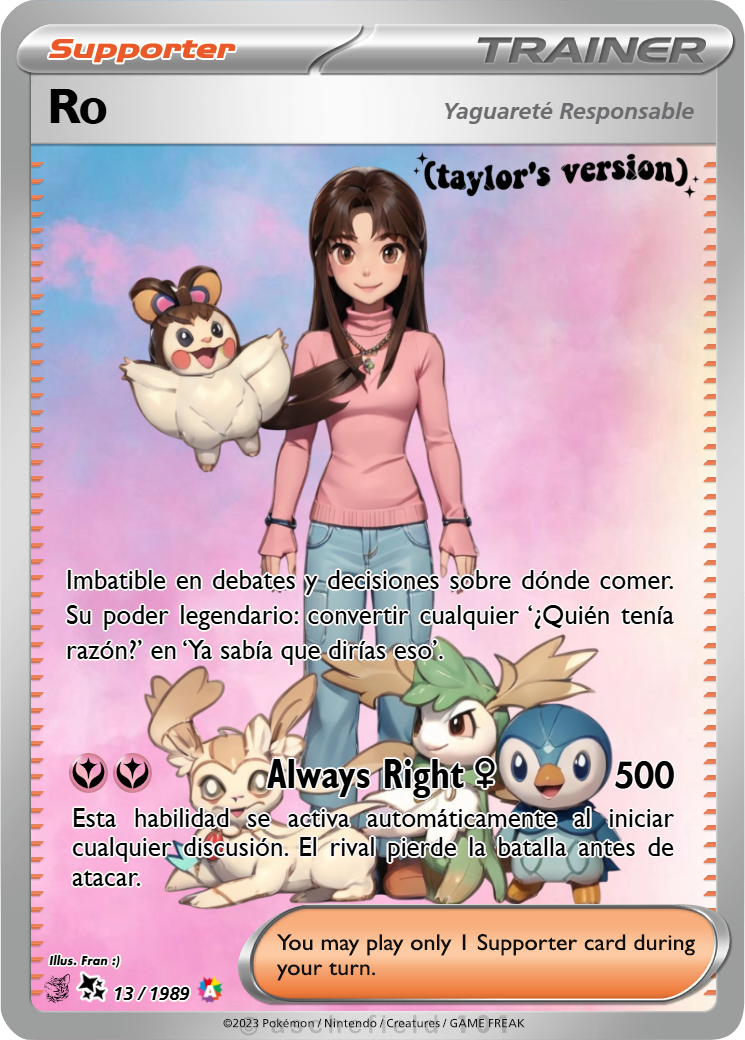 Supporter
TRAINER
Ro
Yaguareté Responsable
(taylor's version)
Imbatible en debates y decisiones sobre dónde comer.
Su poder legendario: convertir cualquier ‘¿Quién tenía
razón?’ en ‘Ya sabía que dirías eso’.
Always Right ♀ 500
Esta habilidad se activa automáticamente al iniciar
cualquier discusión. El rival pierde la batalla antes de
atacar.
You may play only 1 Supporter card during
your turn.
Illus. Fran :)
13 / 1989
A
©2023 Pokémon / Nintendo / Creatures / GAME FREAK